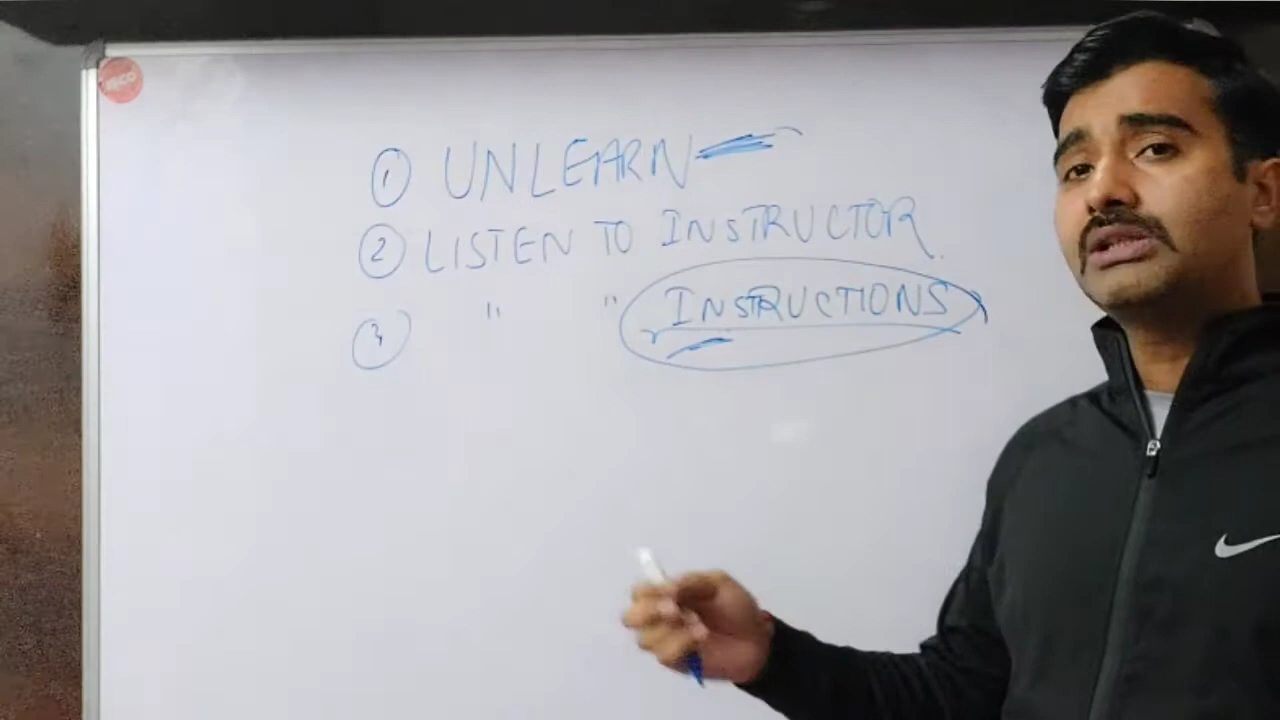 ① UNLEARN
② LISTEN TO INSTRUCTOR
③ " " INSTRUCTIONS